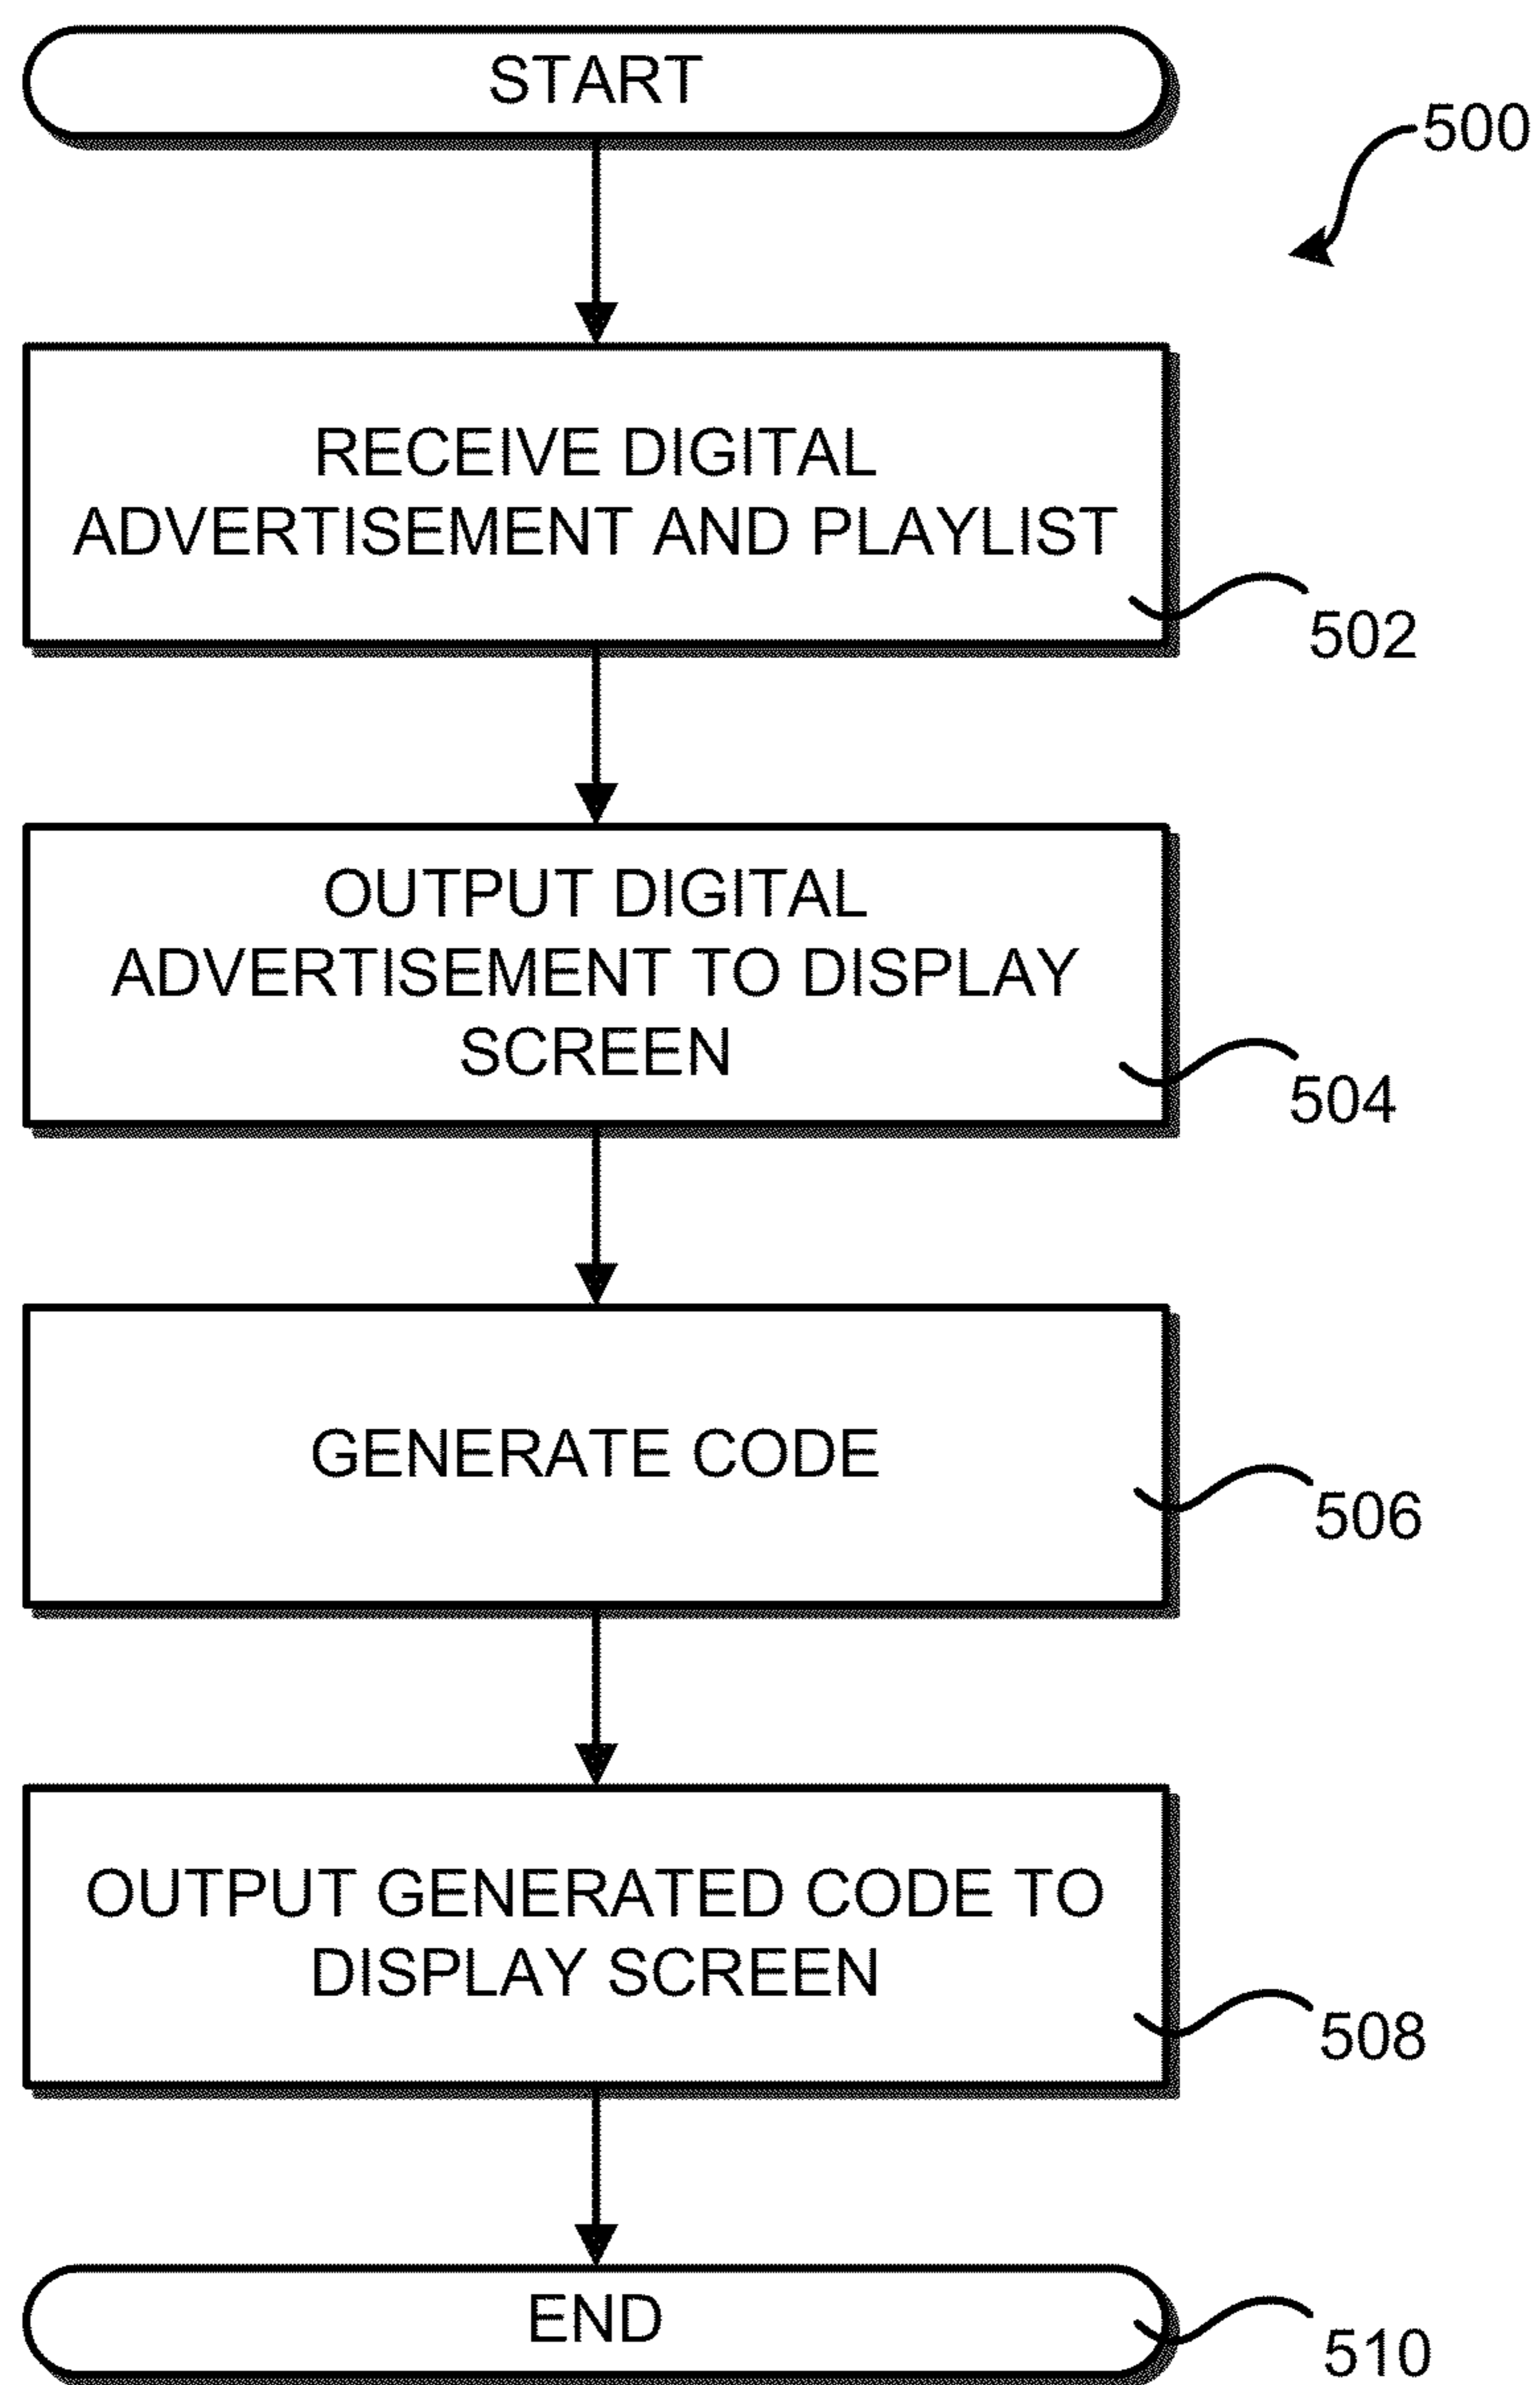 START
500
RECEIVE DIGITAL
ADVERTISEMENT AND PLAYLIST
502
OUTPUT DIGITAL
ADVERTISEMENT TO DISPLAY
SCREEN
504
GENERATE CODE
506
OUTPUT GENERATED CODE TO
DISPLAY SCREEN
508
END
510